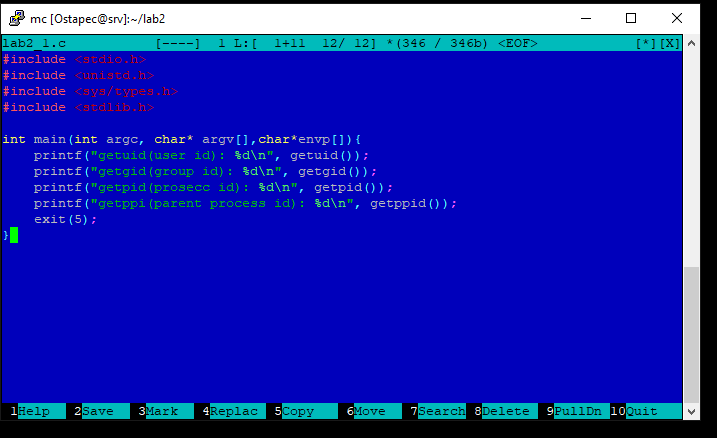 mc [Ostapec@srv]:~/lab2
lab2_1.c [----] 1 L:[ 1+11 12/ 12] *(346 / 346b) <EOF> [*][X]
#include <stdio.h>
#include <unistd.h>
#include <sys/types.h>
#include <stdlib.h>
int main(int argc, char* argv[],char*envp[]){
    printf("getuid(user id): %d\n", getuid());
    printf("getgid(group id): %d\n", getgid());
    printf("getpid(prosecc id): %d\n", getpid());
    printf("getppi(parent process id): %d\n", getppid());
    exit(5);
}
1Help 2Save 3Mark 4Replac 5Copy 6Move 7Search 8Delete 9PullDn 10Quit